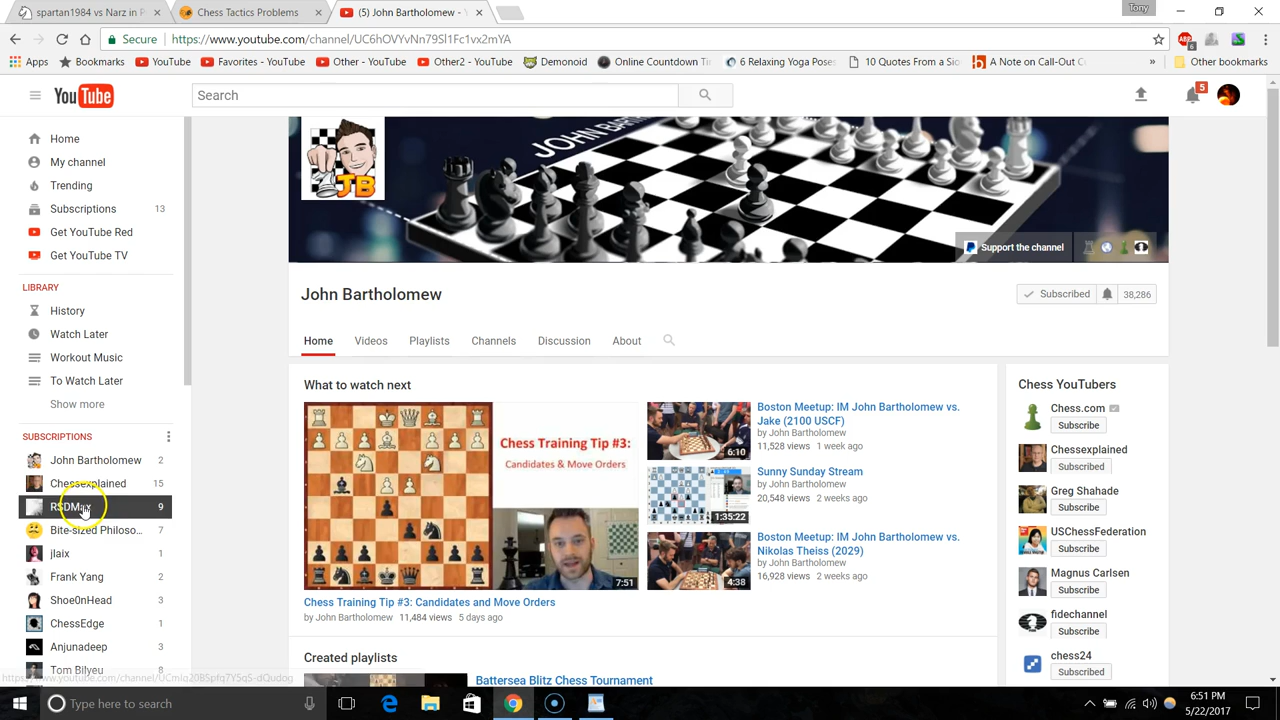 spartan1984 vs Narz in P
Chess Tactics Problems
(5) John Bartholomew -
Tony
Secure https://www.youtube.com/channel/UC6hOVYvNn79Sl1Fc1vx2mYA
Apps Bookmarks YouTube Favorites - YouTube Other - YouTube Other2 - YouTube Demonoid Online Countdown Ti 6 Relaxing Yoga Poses 10 Quotes From a Sio A Note on Call-Out Cu » Other bookmarks
YouTube
Search
5
Home
My channel
Trending
Subscriptions 13
Get YouTube Red
Get YouTube TV
LIBRARY
History
Watch Later
Workout Music
To Watch Later
Show more
SUBSCRIPTIONS
John Bartholomew 2
Chessexplained 15
RSDMax 9
Bite-sized Philoso... 7
jlaix 1
Frank Yang 2
Shoe0nHead 3
ChessEdge 1
Anjunadeep 3
Tom Bilyeu 8
JB
Support the channel
John Bartholomew
Subscribed 38,286
Home Videos Playlists Channels Discussion About
What to watch next
Chess Training Tip #3:
Candidates & Move Orders
7:51
Chess Training Tip #3: Candidates and Move Orders
by John Bartholomew 11,484 views 5 days ago
6:10
Boston Meetup: IM John Bartholomew vs.
Jake (2100 USCF)
by John Bartholomew
11,528 views 1 week ago
1:35:22
Sunny Sunday Stream
by John Bartholomew
20,548 views 2 weeks ago
4:38
Boston Meetup: IM John Bartholomew vs.
Nikolas Theiss (2029)
by John Bartholomew
16,928 views 2 weeks ago
Created playlists
Battersea Blitz Chess Tournament
Chess YouTubers
Chess.com
Subscribe
Chessexplained
Subscribed
Greg Shahade
Subscribe
USChessFederation
Subscribe
Magnus Carlsen
Subscribe
fidechannel
Subscribe
chess24
Subscribed
Type here to search
6:51 PM
5/22/2017